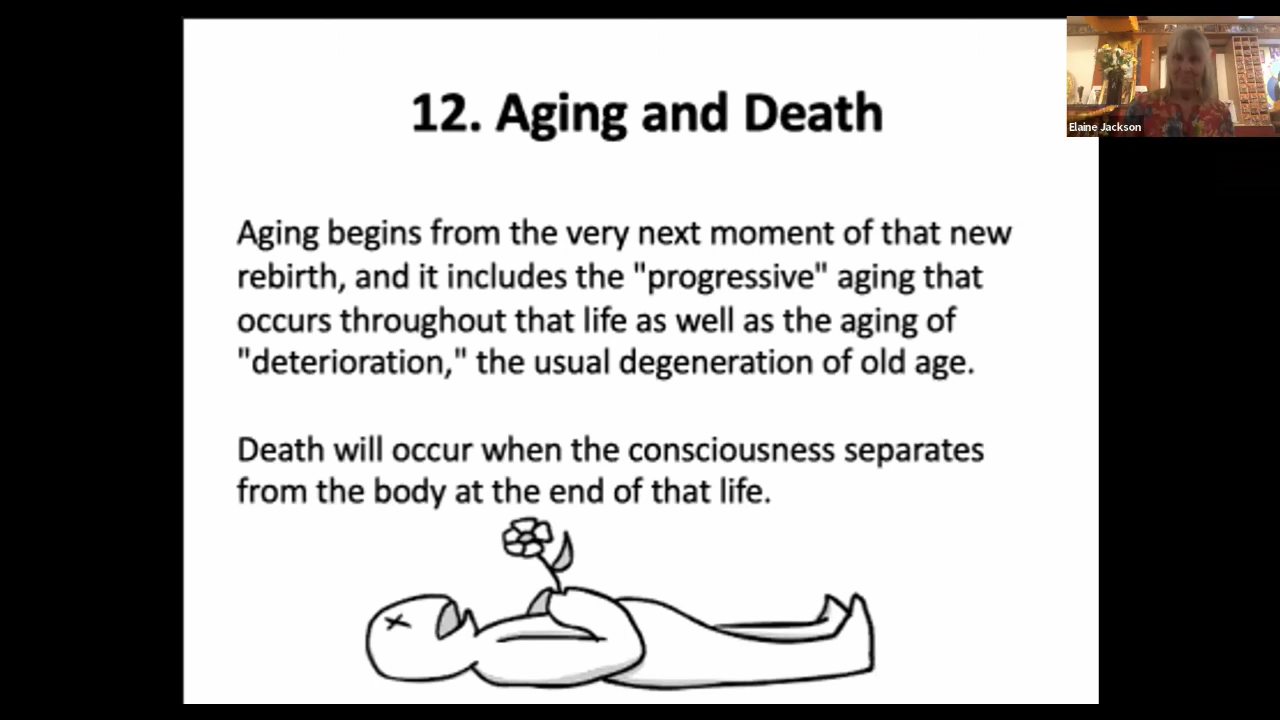 12. Aging and Death
Elaine Jackson
Aging begins from the very next moment of that new
rebirth, and it includes the "progressive" aging that
occurs throughout that life as well as the aging of
"deterioration," the usual degeneration of old age.
Death will occur when the consciousness separates
from the body at the end of that life.